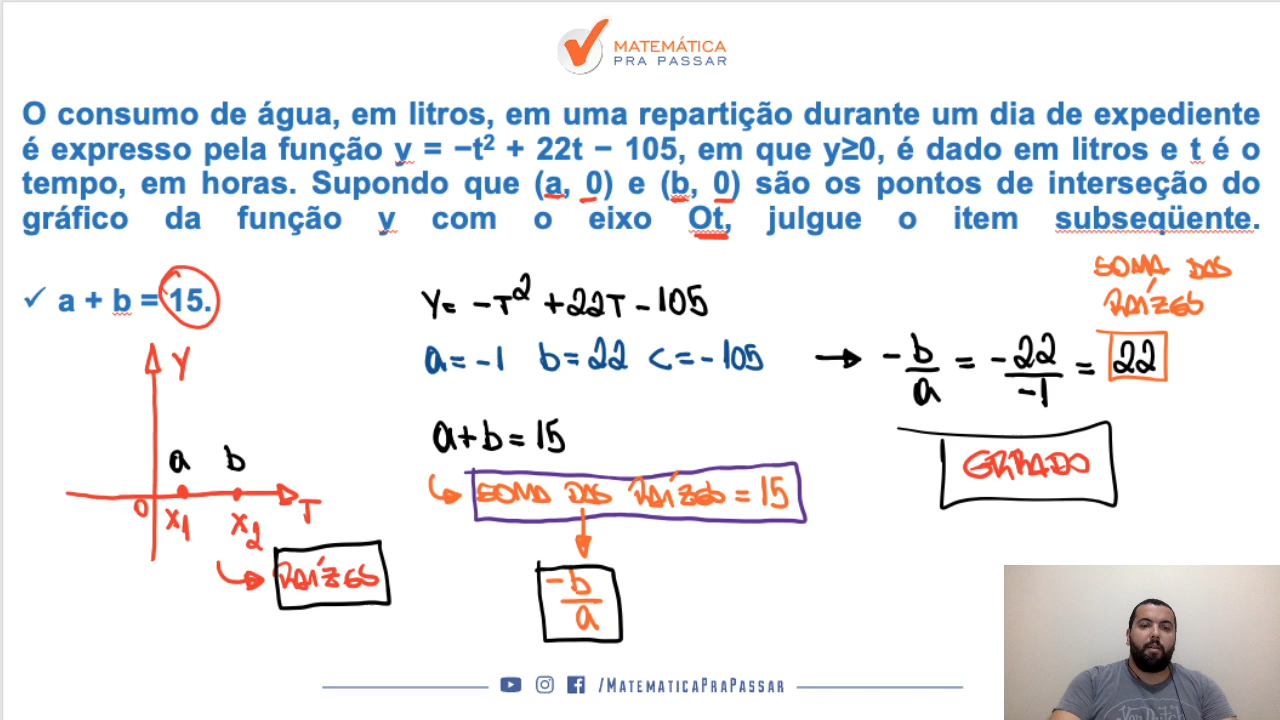 MATEMÁTICA
PRA PASSAR
O consumo de água, em litros, em uma repartição durante um dia de expediente
é expresso pela função y = −t² + 22t − 105, em que y≥0, é dado em litros e t é o
tempo, em horas. Supondo que (a, 0) e (b, 0) são os pontos de interseção do
gráfico da função y com o eixo Ot, julgue o item subseqüente.
✓ a + b = 15.
Y= -T² +22T - 105
a = -1 b = 22 c = -105
SOMA DAS
RAÍZES
→ -b/a = -22/-1 = 22
ERRADO
a+b = 15
SOMA DAS RAÍZES = 15
-b/a
Y
a b
0 X1 X2 T
RAÍZES
/MATEMATICAPRAPASSAR